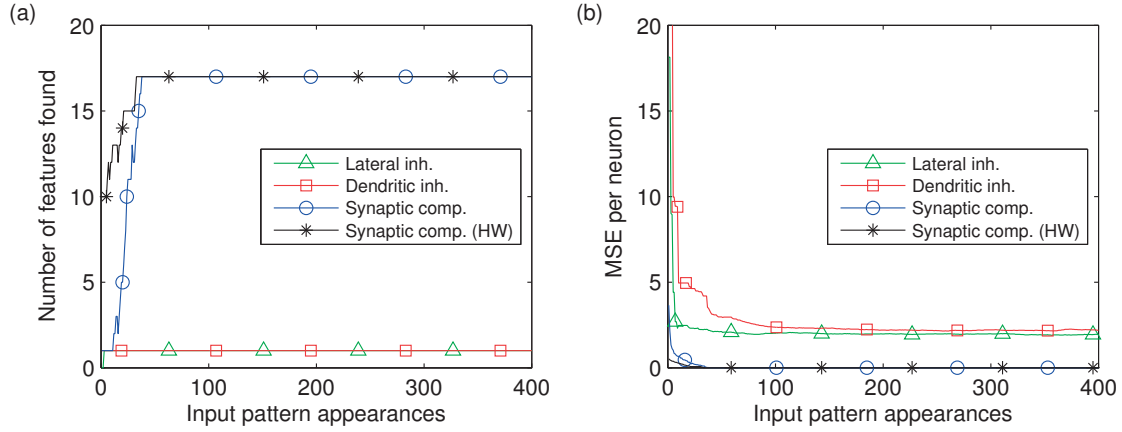 (a)
Number of features found
20
15
10
5
0
0 100 200 300 400
Input pattern appearances
Lateral inh.
Dendritic inh.
Synaptic comp.
Synaptic comp. (HW)
(b)
MSE per neuron
20
15
10
5
0
0 100 200 300 400
Input pattern appearances
Lateral inh.
Dendritic inh.
Synaptic comp.
Synaptic comp. (HW)